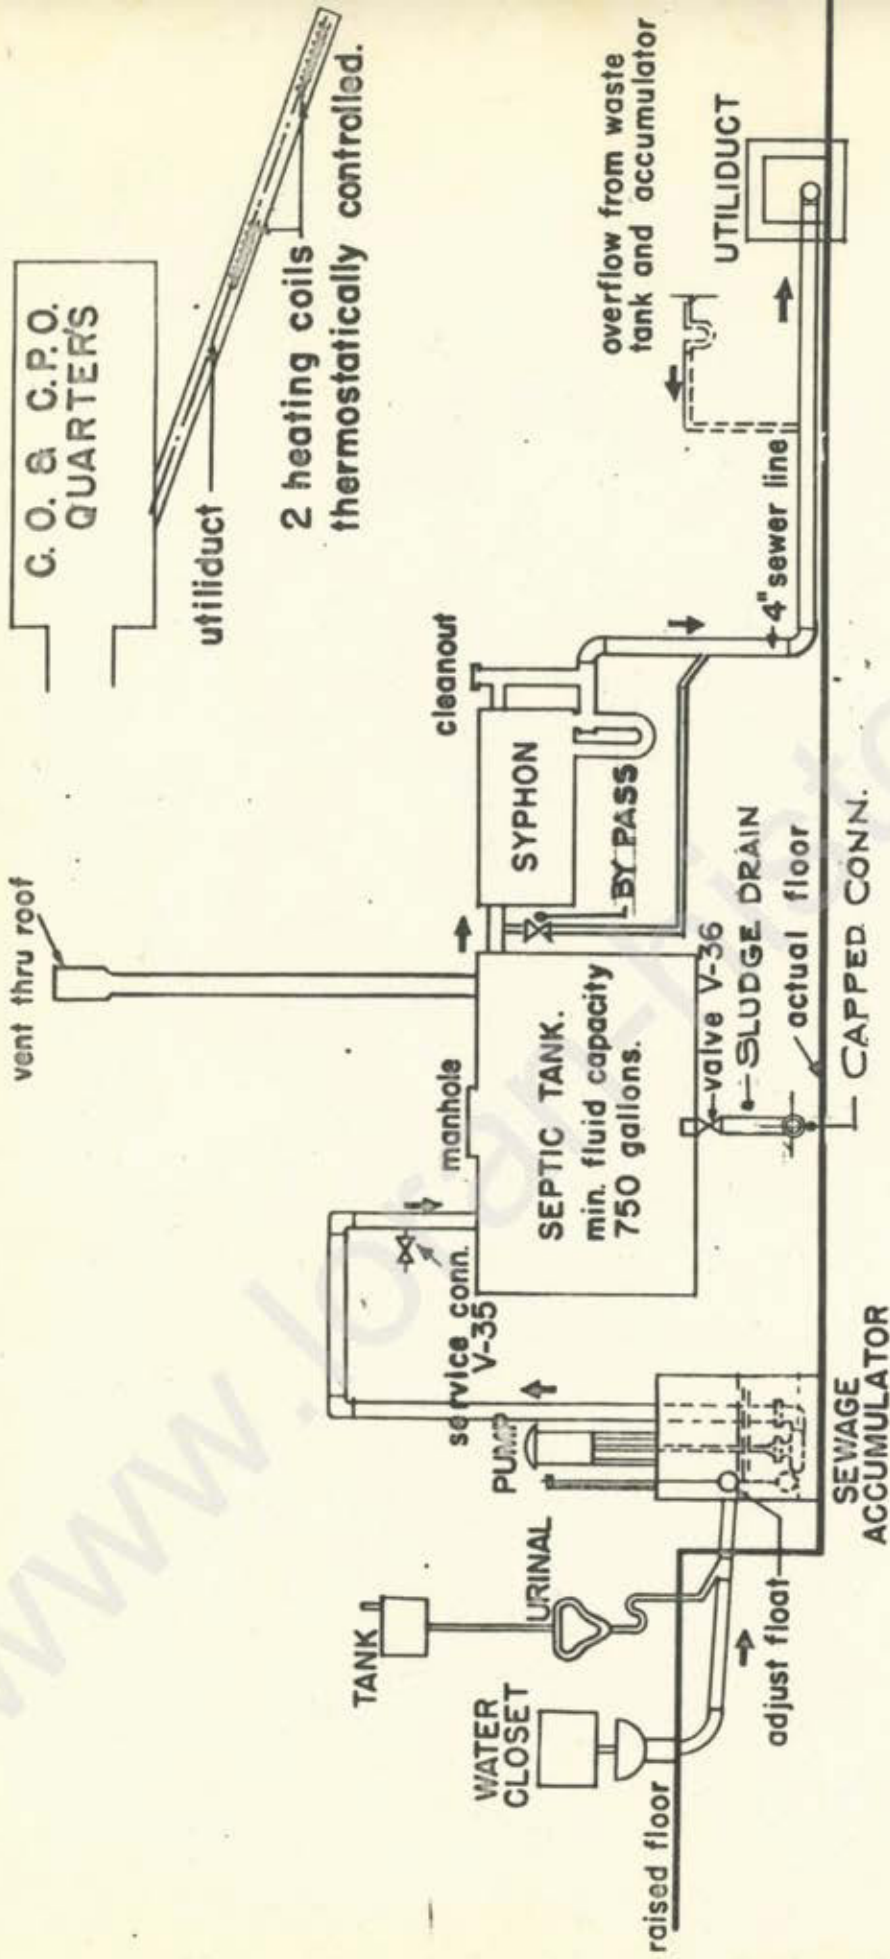 C. O. & C.P.O.
QUARTER'S
utiliduct
2 heating coils
thermostatically controlled.
vent thru roof
cleanout
overflow from waste
tank and accumulator
UTILIDUCT
manhole
SYPHON
BY PASS
4" sewer line
SEPTIC TANK.
min. fluid capacity
750 gallons.
service conn.
V-35
valve V-36
SLUDGE DRAIN
actual floor
CAPPED CONN.
PUMP
TANK
URINAL
WATER
CLOSET
raised floor
adjust float
SEWAGE
ACCUMULATOR